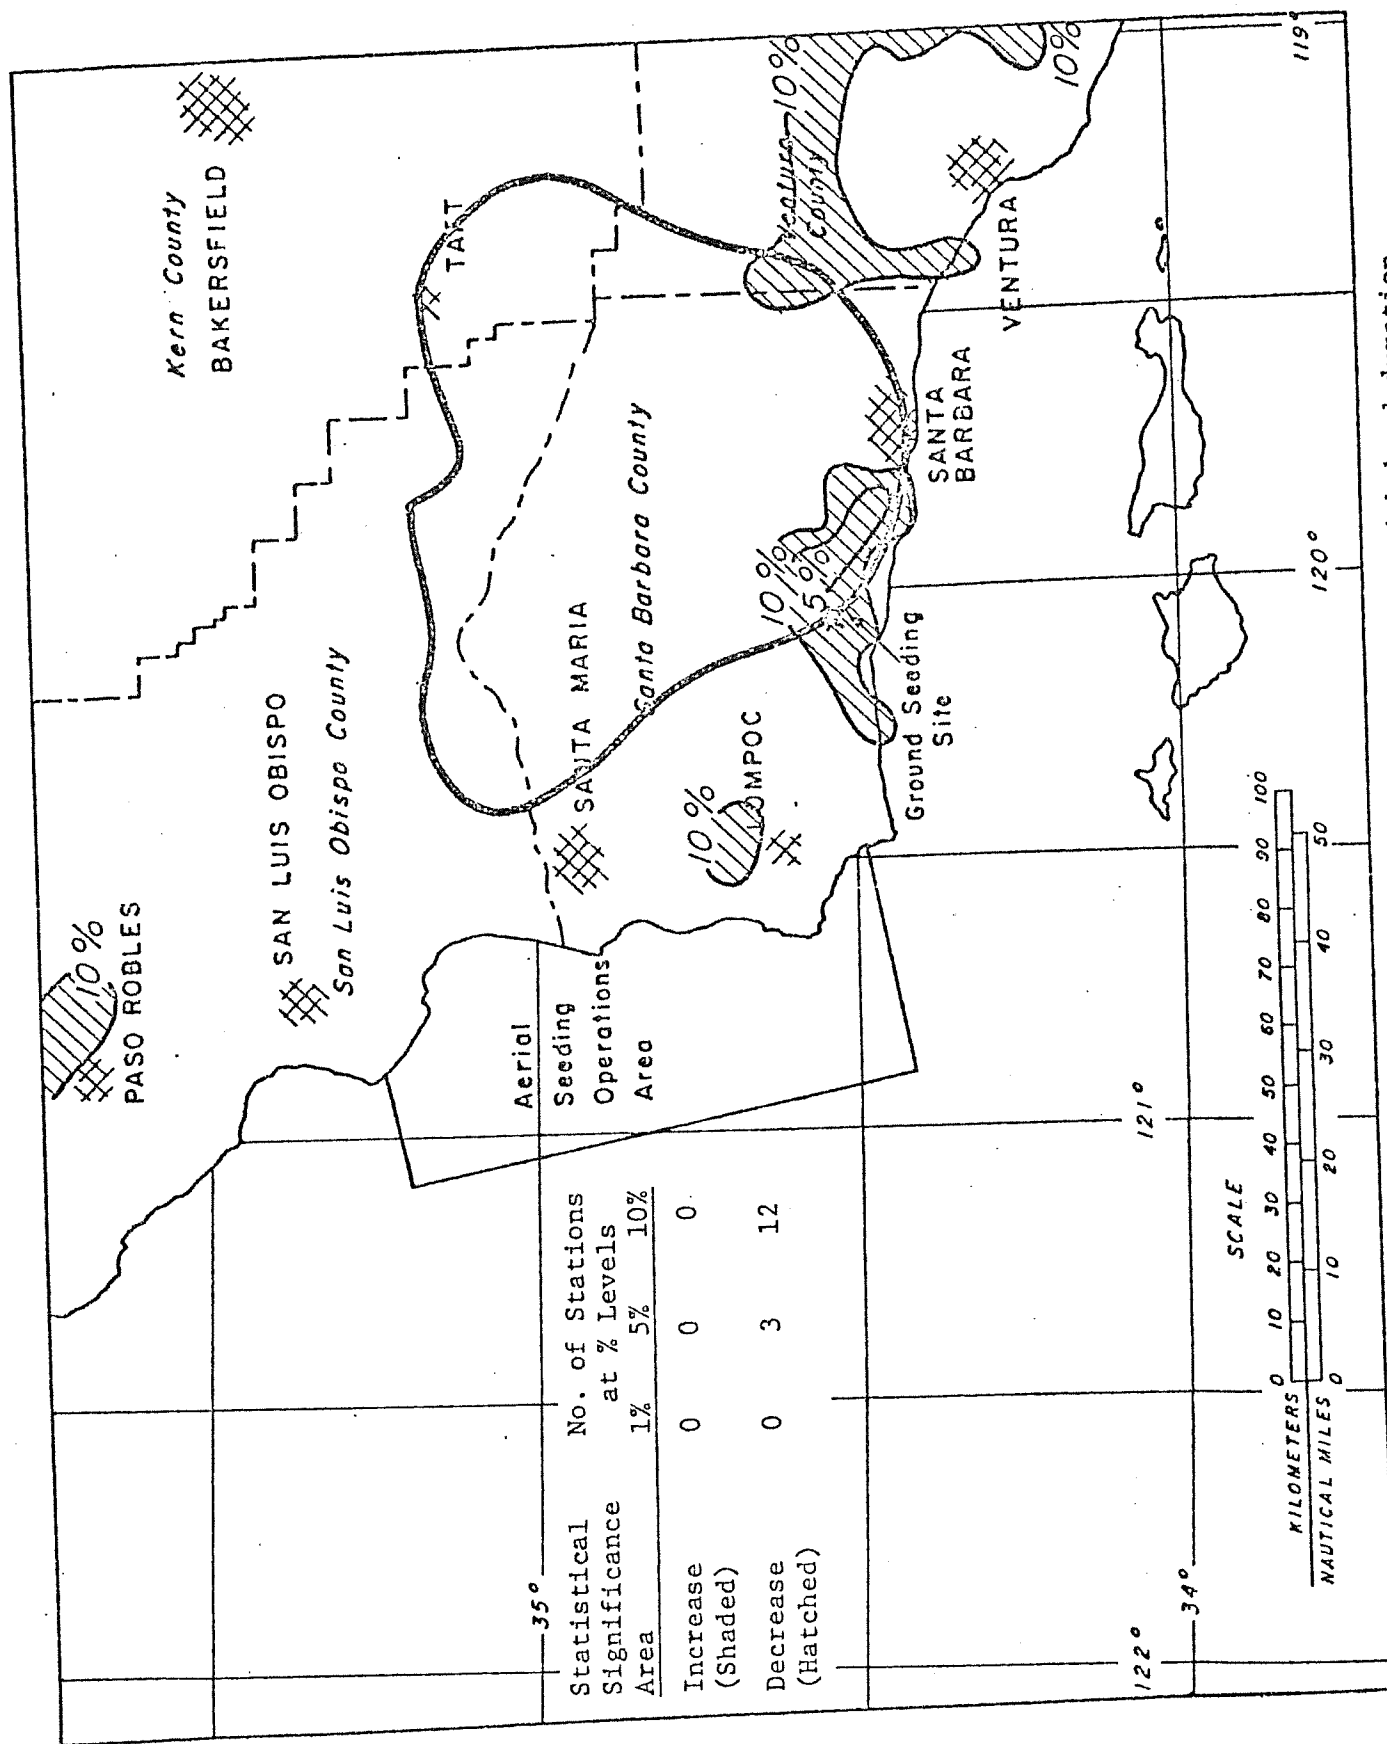 Kern County
BAKERSFIELD
10%
PASO ROBLES
SAN LUIS OBISPO
San Luis Obispo County
TAFT
SANTA MARIA
Santa Barbara County
Aerial
Seeding
Operations
Area
10%
LOMPOC
10%
5%
Ventura
County
10%
10%
Ground Seeding
Site
SANTA
BARBARA
VENTURA
35°
Statistical No. of Stations
Significance at % Levels
Area 1% 5% 10%
Increase 0 0 0
(Shaded)
Decrease 0 3 12
(Hatched)
122°
121°
120°
119°
34°
SCALE
0 10 20 30 40 50 60 70 80 90 100
KILOMETERS
NAUTICAL MILES
0 10 20 30 40 50